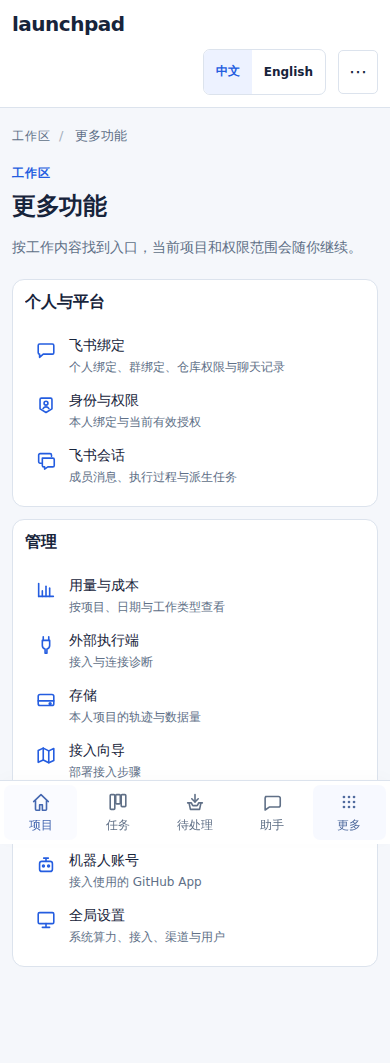 launchpad
中文 English ...
工作区 / 更多功能
工作区
更多功能
按工作内容找到入口，当前项目和权限范围会随你继续。
个人与平台
飞书绑定
个人绑定、群绑定、仓库权限与聊天记录
身份与权限
本人绑定与当前有效授权
飞书会话
成员消息、执行过程与派生任务
管理
用量与成本
按项目、日期与工作类型查看
外部执行端
接入与连接诊断
存储
本人项目的轨迹与数据量
接入向导
部署接入步骤
项目 任务 待处理 助手 更多
机器人账号
接入使用的 GitHub App
全局设置
系统算力、接入、渠道与用户